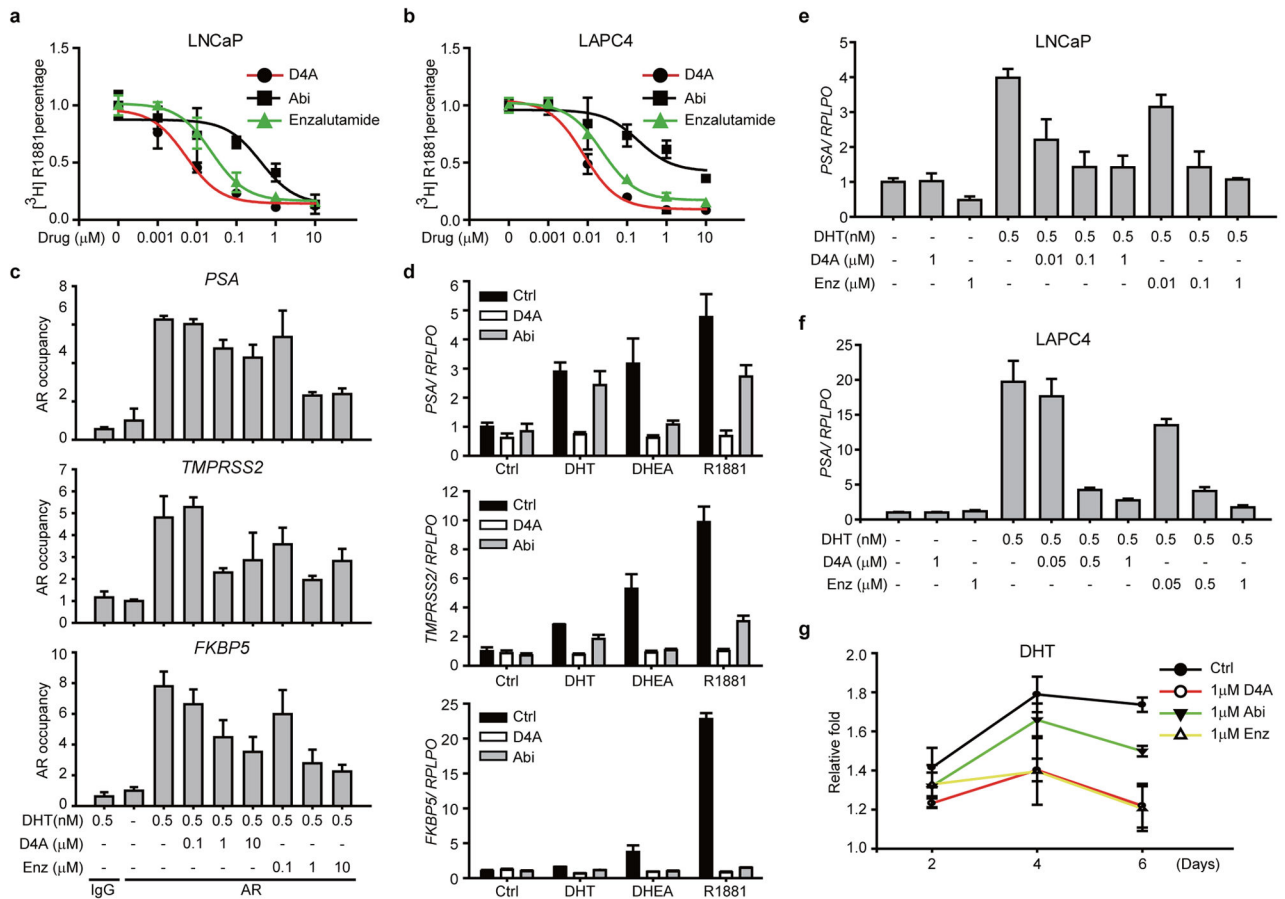 a
LNCaP
[³H] R1881percentage
1.5
1.0
0.5
0.0
D4A
Abi
Enzalutamide
Drug (μM) 0 0.001 0.01 0.1 1 10
b
LAPC4
[³H] R1881percentage
1.5
1.0
0.5
0.0
D4A
Abi
Enzalutamide
Drug (μM) 0 0.001 0.01 0.1 1 10
c
PSA
AR occupancy
8
6
4
2
0
TMPRSS2
AR occupancy
7
6
5
4
3
2
1
0
FKBP5
AR occupancy
10
8
6
4
2
0
DHT(nM) 0.5 - 0.5 0.5 0.5 0.5 0.5 0.5 0.5
D4A (μM) - - - 0.1 1 10 - - -
Enz (μM) - - - - - - 0.1 1 10
IgG AR
d
PSA/ RPLPO
6
5
4
3
2
1
0
Ctrl
D4A
Abi
Ctrl DHT DHEA R1881
TMPRSS2/ RPLPO
12
10
8
6
4
2
0
Ctrl
D4A
Abi
Ctrl DHT DHEA R1881
FKBP5/ RPLPO
25
20
15
10
5
0
Ctrl
D4A
Abi
Ctrl DHT DHEA R1881
e
LNCaP
PSA/ RPLPO
5
4
3
2
1
0
DHT(nM) - - - 0.5 0.5 0.5 0.5 0.5 0.5 0.5
D4A (μM) - 1 - - 0.01 0.1 1 - - -
Enz (μM) - - 1 - - - - 0.01 0.1 1
f
LAPC4
PSA/ RPLPO
25
20
15
10
5
0
DHT (nM) - - - 0.5 0.5 0.5 0.5 0.5 0.5 0.5
D4A (μM) - 1 - - 0.05 0.5 1 - - -
Enz (μM) - - 1 - - - - 0.05 0.5 1
g
DHT
Relative fold
2.0
1.8
1.6
1.4
1.2
1.0
Ctrl
1μM D4A
1μM Abi
1μM Enz
2 4 6 (Days)